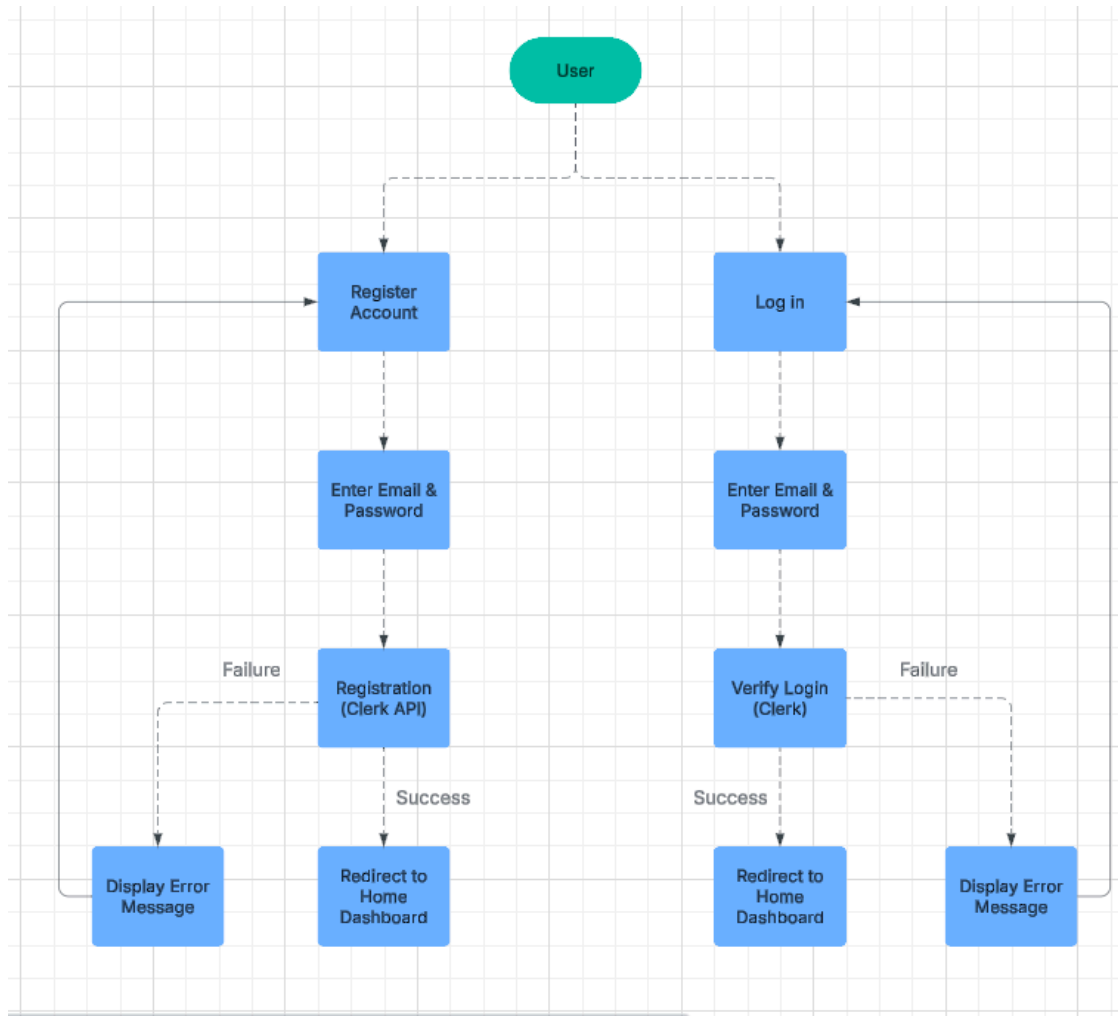 User
Register
Account
Log in
Enter Email &
Password
Enter Email &
Password
Failure
Registration
(Clerk API)
Verify Login
(Clerk)
Failure
Success
Success
Display Error
Message
Redirect to
Home
Dashboard
Redirect to
Home
Dashboard
Display Error
Message